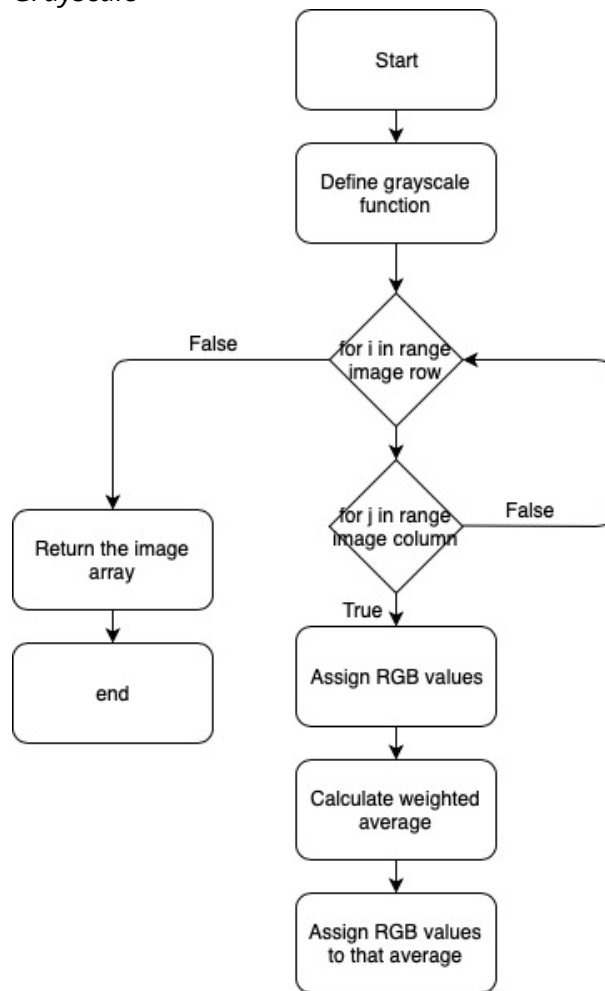 Grayscale
Start
Define grayscale
function
for i in range
image row
False
for j in range
image column
False
Return the image
array
True
Assign RGB values
end
Calculate weighted
average
Assign RGB values
to that average